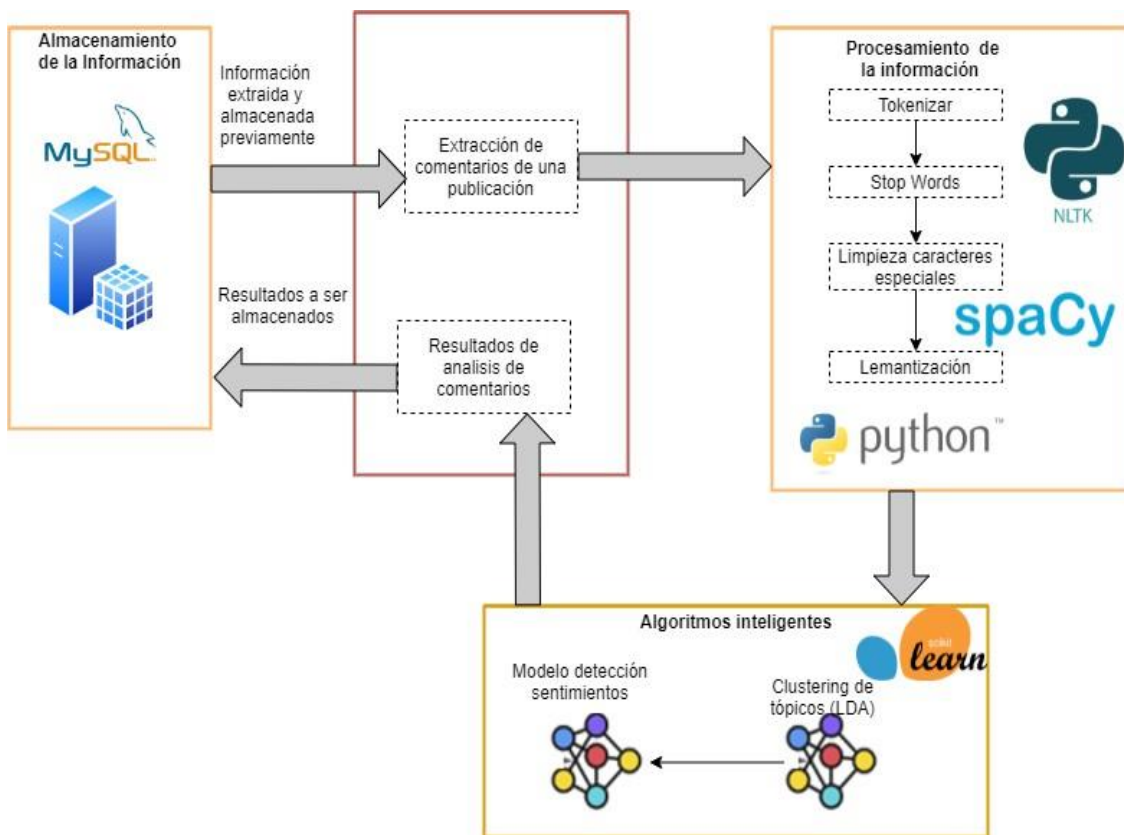 Almacenamiento
de la Información
MySQL
Información
extraida y
almacenada
previamente
Resultados a ser
almacenados
Extracción de
comentarios de una
publicación
Resultados de
analisis de
comentarios
Procesamiento de
la información
Tokenizar
Stop Words
Limpieza caracteres
especiales
Lemantización
NLTK
spaCy
python™
Algoritmos inteligentes
scikit
learn
Modelo detección
sentimientos
Clustering de
tópicos (LDA)